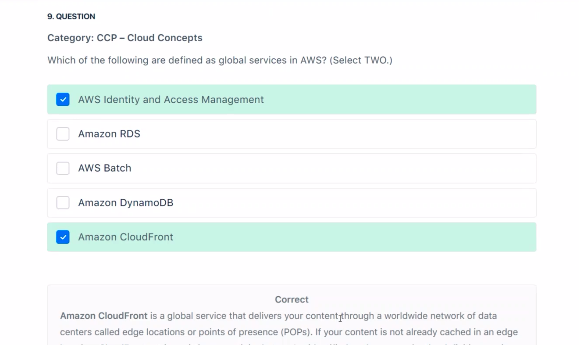 9. QUESTION
Category: CCP – Cloud Concepts
Which of the following are defined as global services in AWS? (Select TWO.)
AWS Identity and Access Management
Amazon RDS
AWS Batch
Amazon DynamoDB
Amazon CloudFront
Correct
Amazon CloudFront is a global service that delivers your content through a worldwide network of data
centers called edge locations or points of presence (POPs). If your content is not already cached in an edge